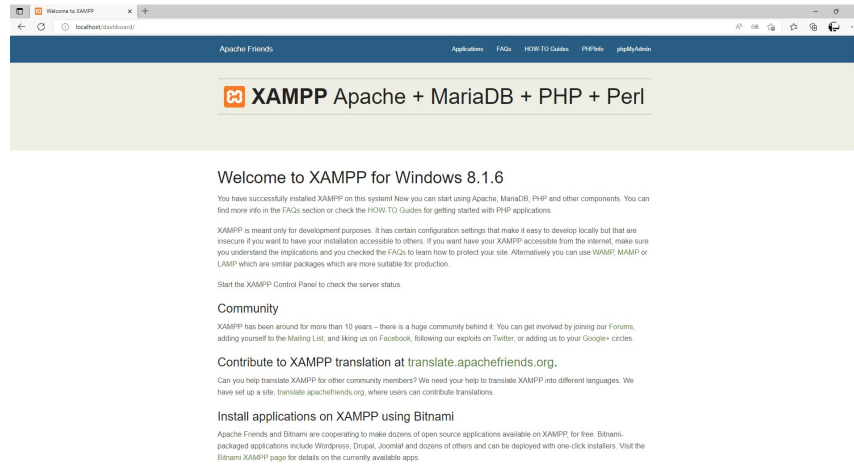 Welcome to XAMPP
localhost/dashboard/
Apache Friends
Applications FAQs HOW-TO Guides PHPInfo phpMyAdmin
XAMPP Apache + MariaDB + PHP + Perl
Welcome to XAMPP for Windows 8.1.6
You have successfully installed XAMPP on this system! Now you can start using Apache, MariaDB, PHP and other components. You can
find more info in the FAQs section or check the HOW-TO Guides for getting started with PHP applications.
XAMPP is meant only for development purposes. It has certain configuration settings that make it easy to develop locally but that are
insecure if you want to have your installation accessible to others. If you want have your XAMPP accessible from the internet, make sure
you understand the implications and you checked the FAQs to learn how to protect your site. Alternatively you can use WAMP, MAMP or
LAMP which are similar packages which are more suitable for production.
Start the XAMPP Control Panel to check the server status.
Community
XAMPP has been around for more than 10 years – there is a huge community behind it. You can get involved by joining our Forums,
adding yourself to the Mailing List, and liking us on Facebook, following our exploits on Twitter, or adding us to your Google+ circles.
Contribute to XAMPP translation at translate.apachefriends.org.
Can you help translate XAMPP for other community members? We need your help to translate XAMPP into different languages. We
have set up a site, translate.apachefriends.org, where users can contribute translations.
Install applications on XAMPP using Bitnami
Apache Friends and Bitnami are cooperating to make dozens of open source applications available on XAMPP, for free. Bitnami-
packaged applications include Wordpress, Drupal, Joomla! and dozens of others and can be deployed with one-click installers. Visit the
Bitnami XAMPP page for details on the currently available apps.